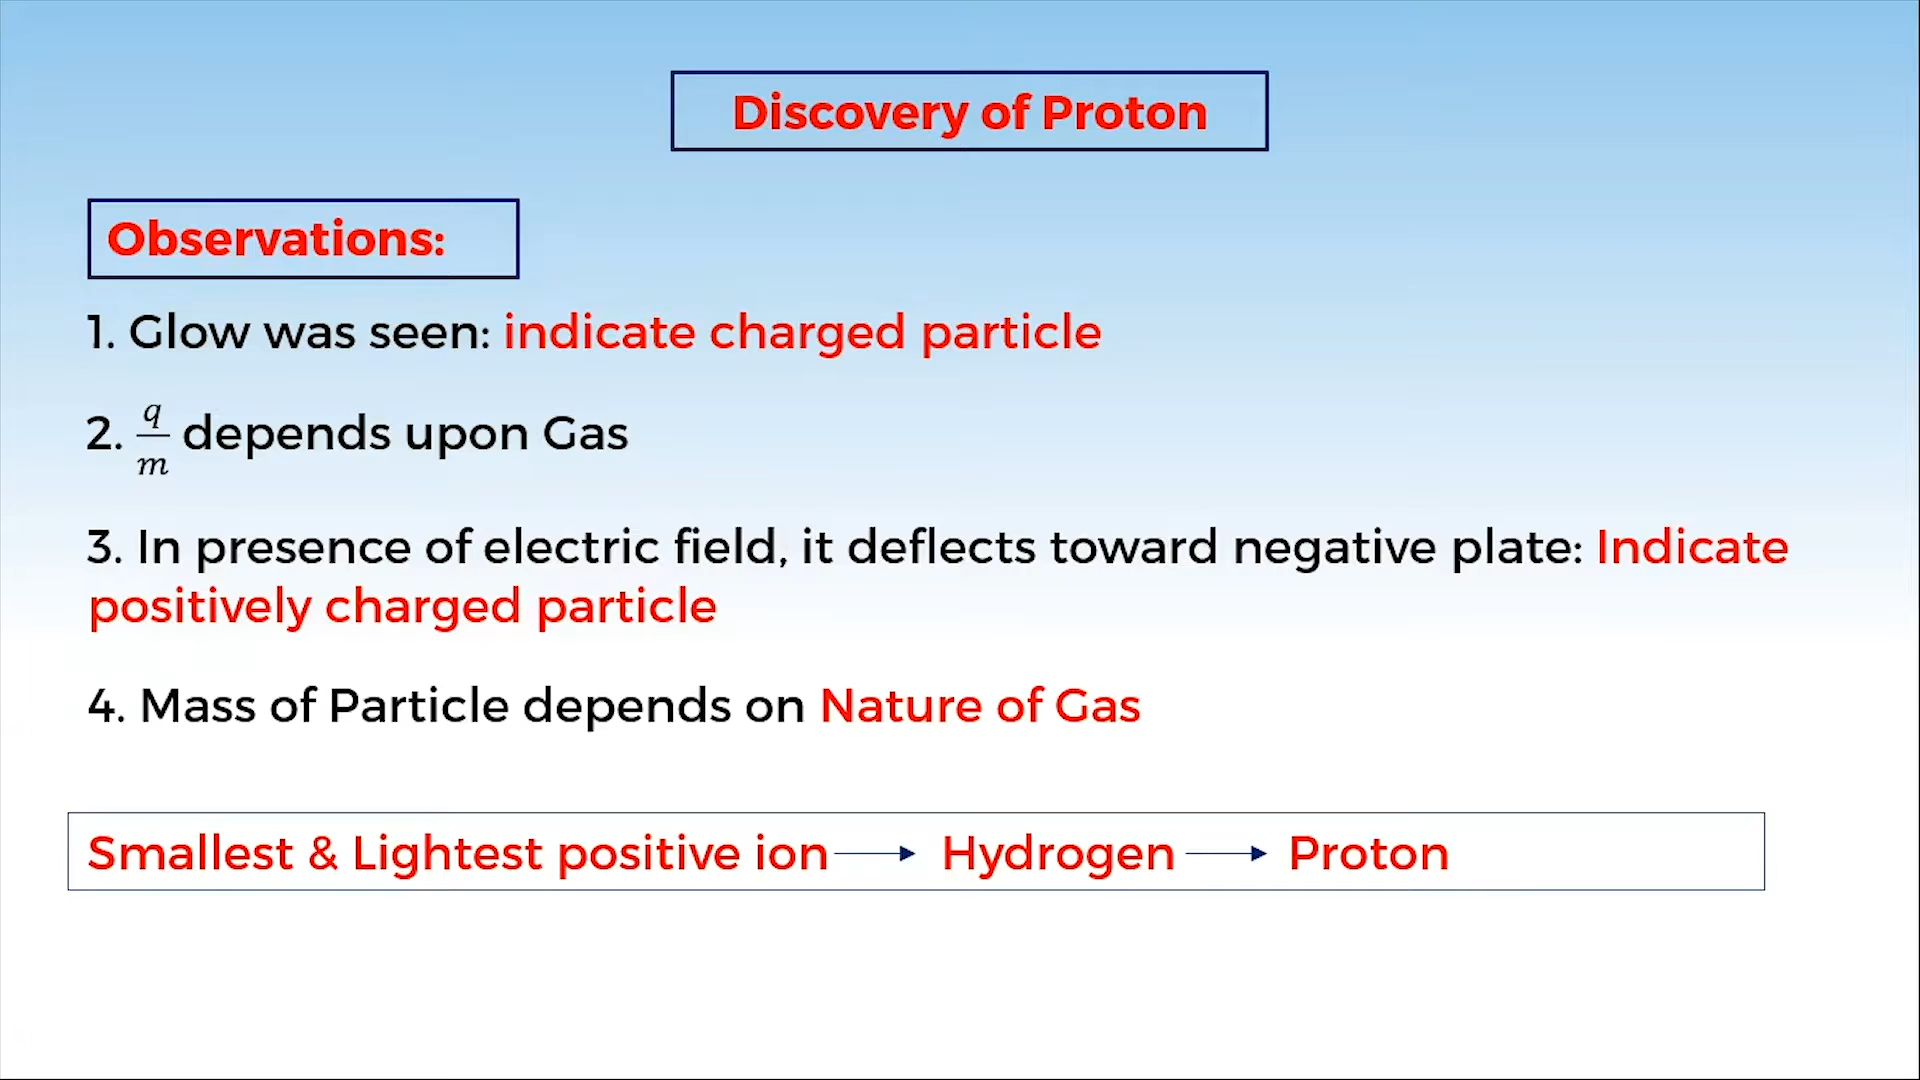 Discovery of Proton
Observations:
1. Glow was seen: indicate charged particle
2. q/m depends upon Gas
3. In presence of electric field, it deflects toward negative plate: Indicate
positively charged particle
4. Mass of Particle depends on Nature of Gas
Smallest & Lightest positive ion → Hydrogen → Proton